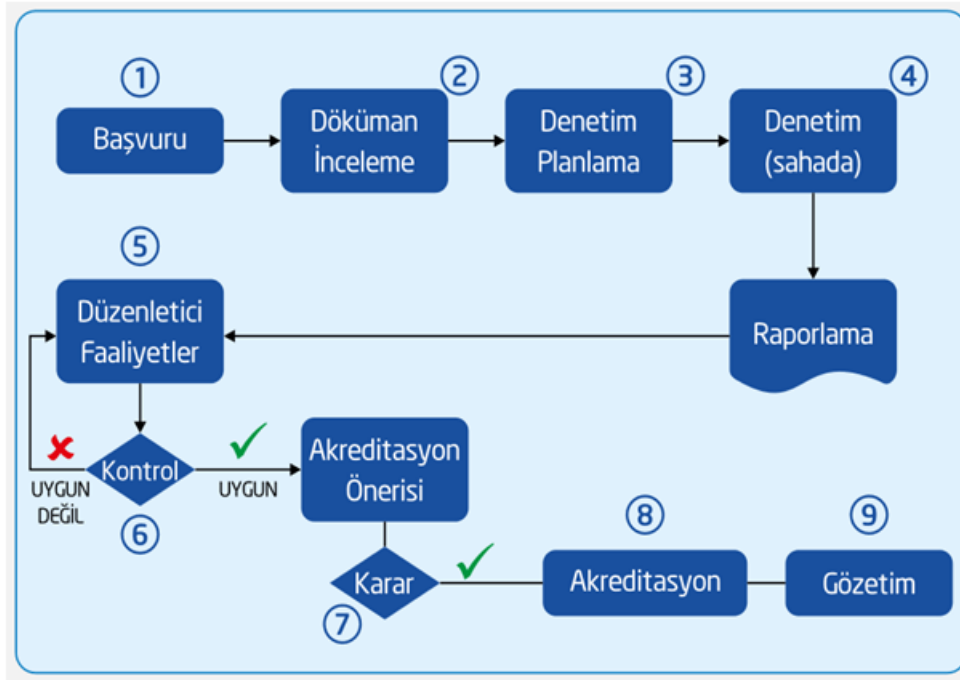 ①
Başvuru
②
Döküman
İnceleme
③
Denetim
Planlama
④
Denetim
(sahada)
⑤
Düzenletici
Faaliyetler
Raporlama
Kontrol
UYGUN
DEĞİL
UYGUN
⑥
Akreditasyon
Önerisi
Karar
⑦
⑧
Akreditasyon
⑨
Gözetim